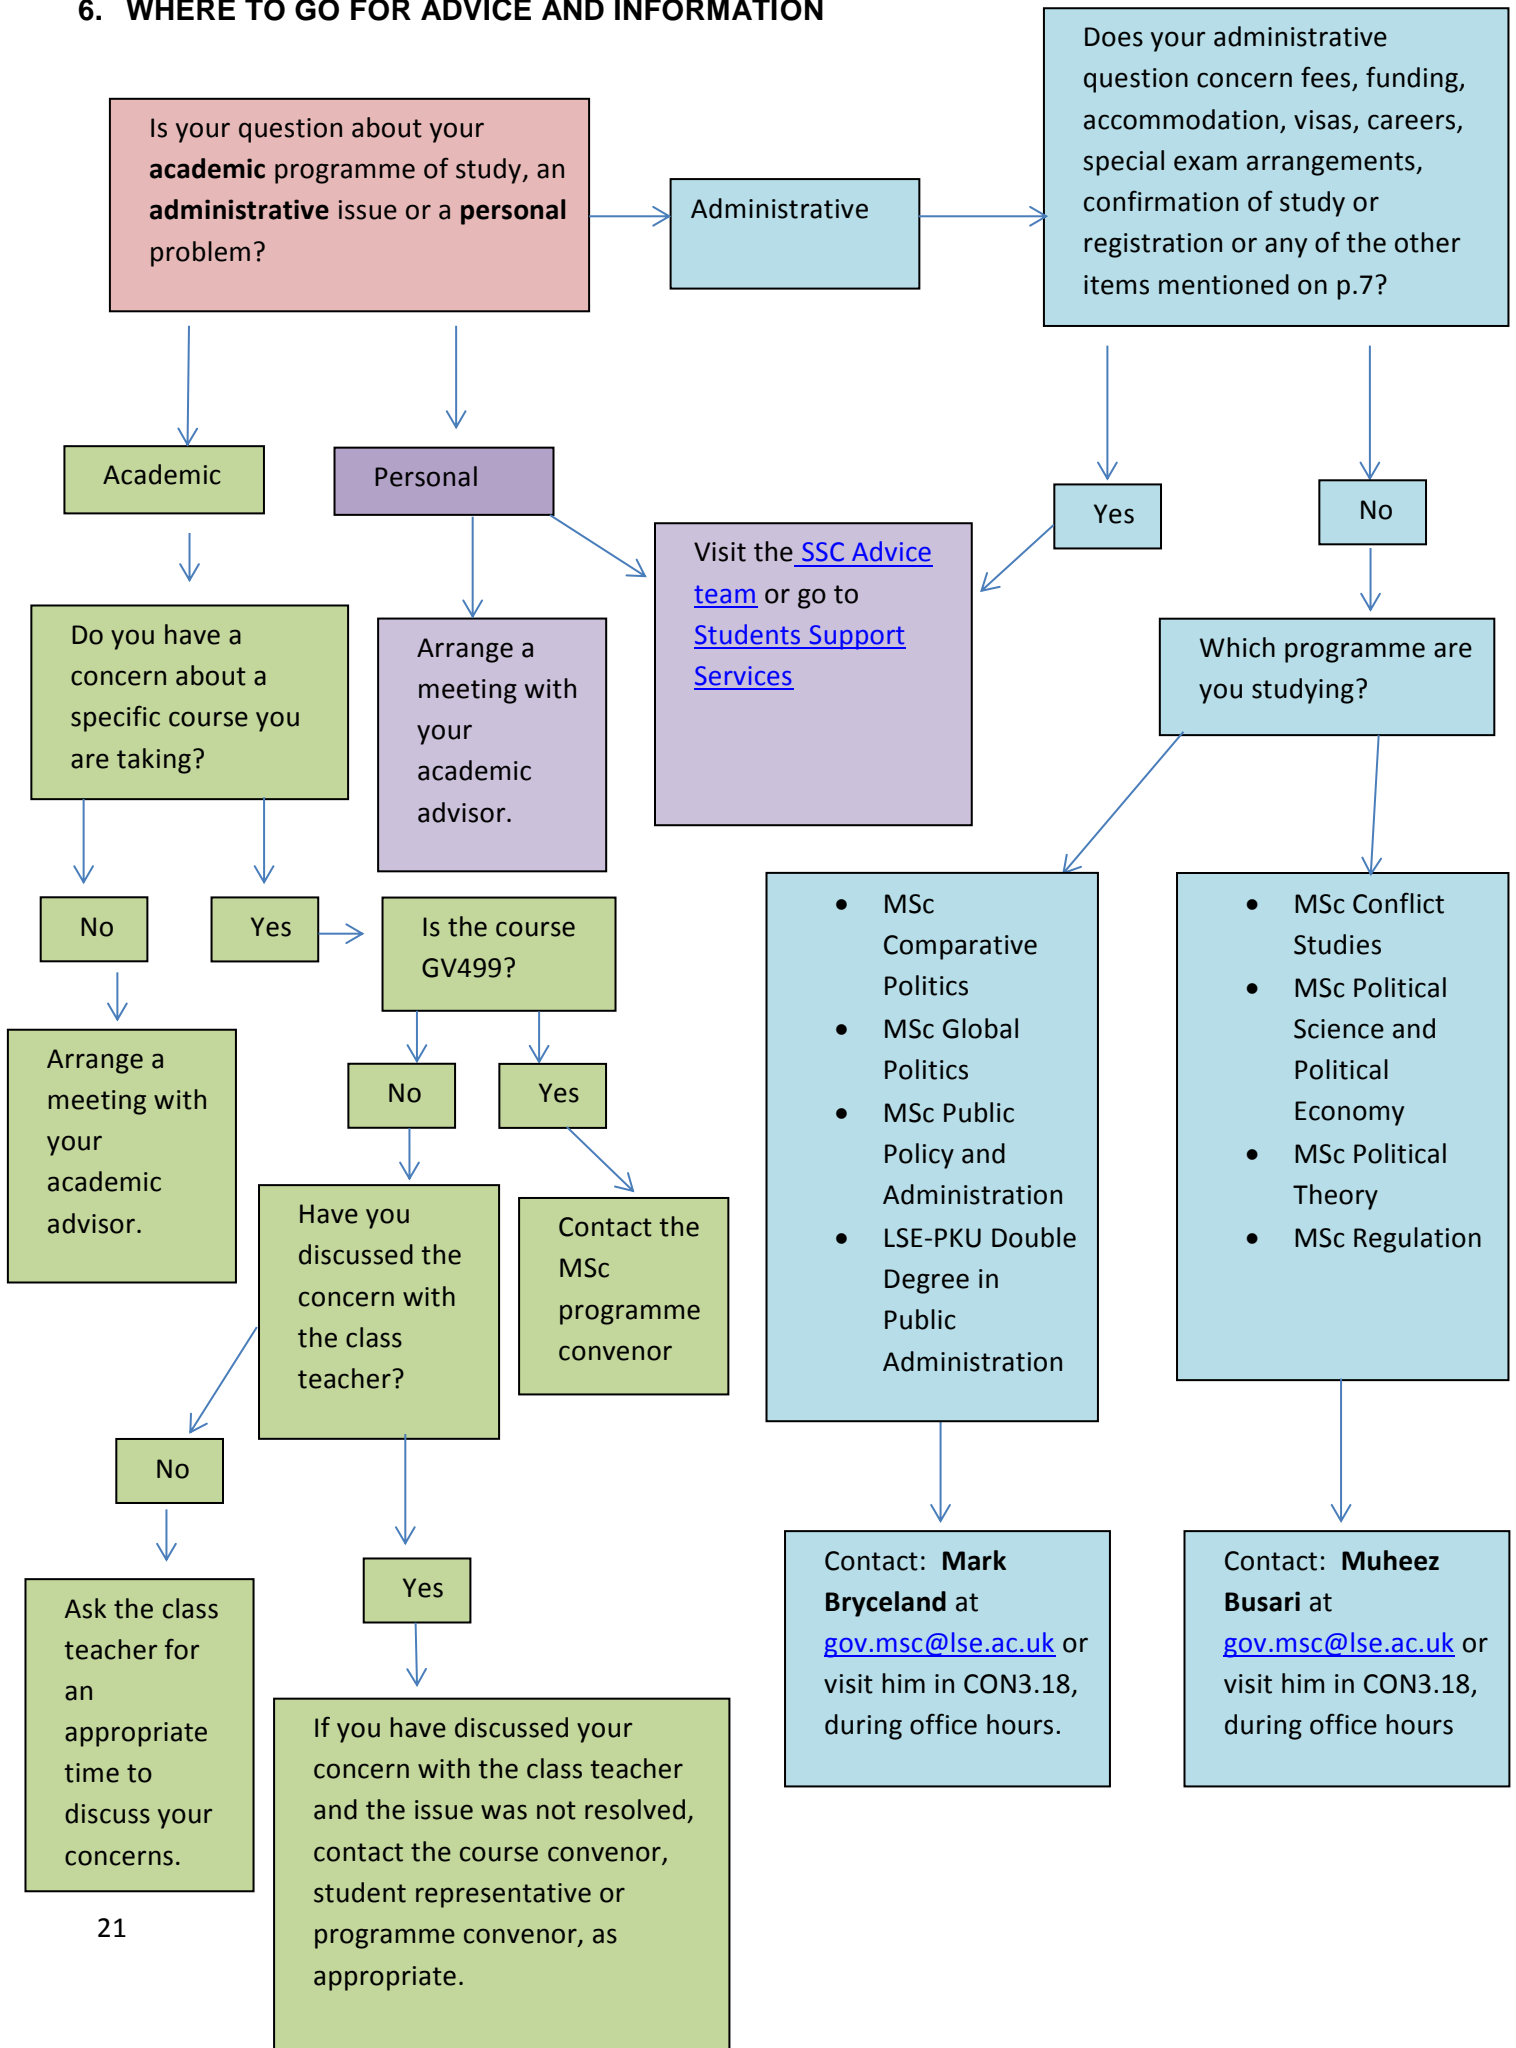 6. WHERE TO GO FOR ADVICE AND INFORMATION
Is your question about your
academic programme of study, an
administrative issue or a personal
problem?
Administrative
Does your administrative
question concern fees, funding,
accommodation, visas, careers,
special exam arrangements,
confirmation of study or
registration or any of the other
items mentioned on p.7?
Academic
Personal
Yes
No
Visit the SSC Advice
team or go to
Students Support
Services
Do you have a
concern about a
specific course you
are taking?
Arrange a
meeting with
your
academic
advisor.
Which programme are
you studying?
No
Yes
Is the course
GV499?
• MSc
Comparative
Politics
• MSc Global
Politics
• MSc Public
Policy and
Administration
• LSE-PKU Double
Degree in
Public
Administration
• MSc Conflict
Studies
• MSc Political
Science and
Political
Economy
• MSc Political
Theory
• MSc Regulation
Arrange a
meeting with
your
academic
advisor.
No
Yes
Have you
discussed the
concern with
the class
teacher?
Contact the
MSc
programme
convenor
No
Yes
Ask the class
teacher for
an
appropriate
time to
discuss your
concerns.
If you have discussed your
concern with the class teacher
and the issue was not resolved,
contact the course convenor,
student representative or
programme convenor, as
appropriate.
Contact: Mark
Bryceland at
gov.msc@lse.ac.uk or
visit him in CON3.18,
during office hours.
Contact: Muheez
Busari at
gov.msc@lse.ac.uk or
visit him in CON3.18,
during office hours
21